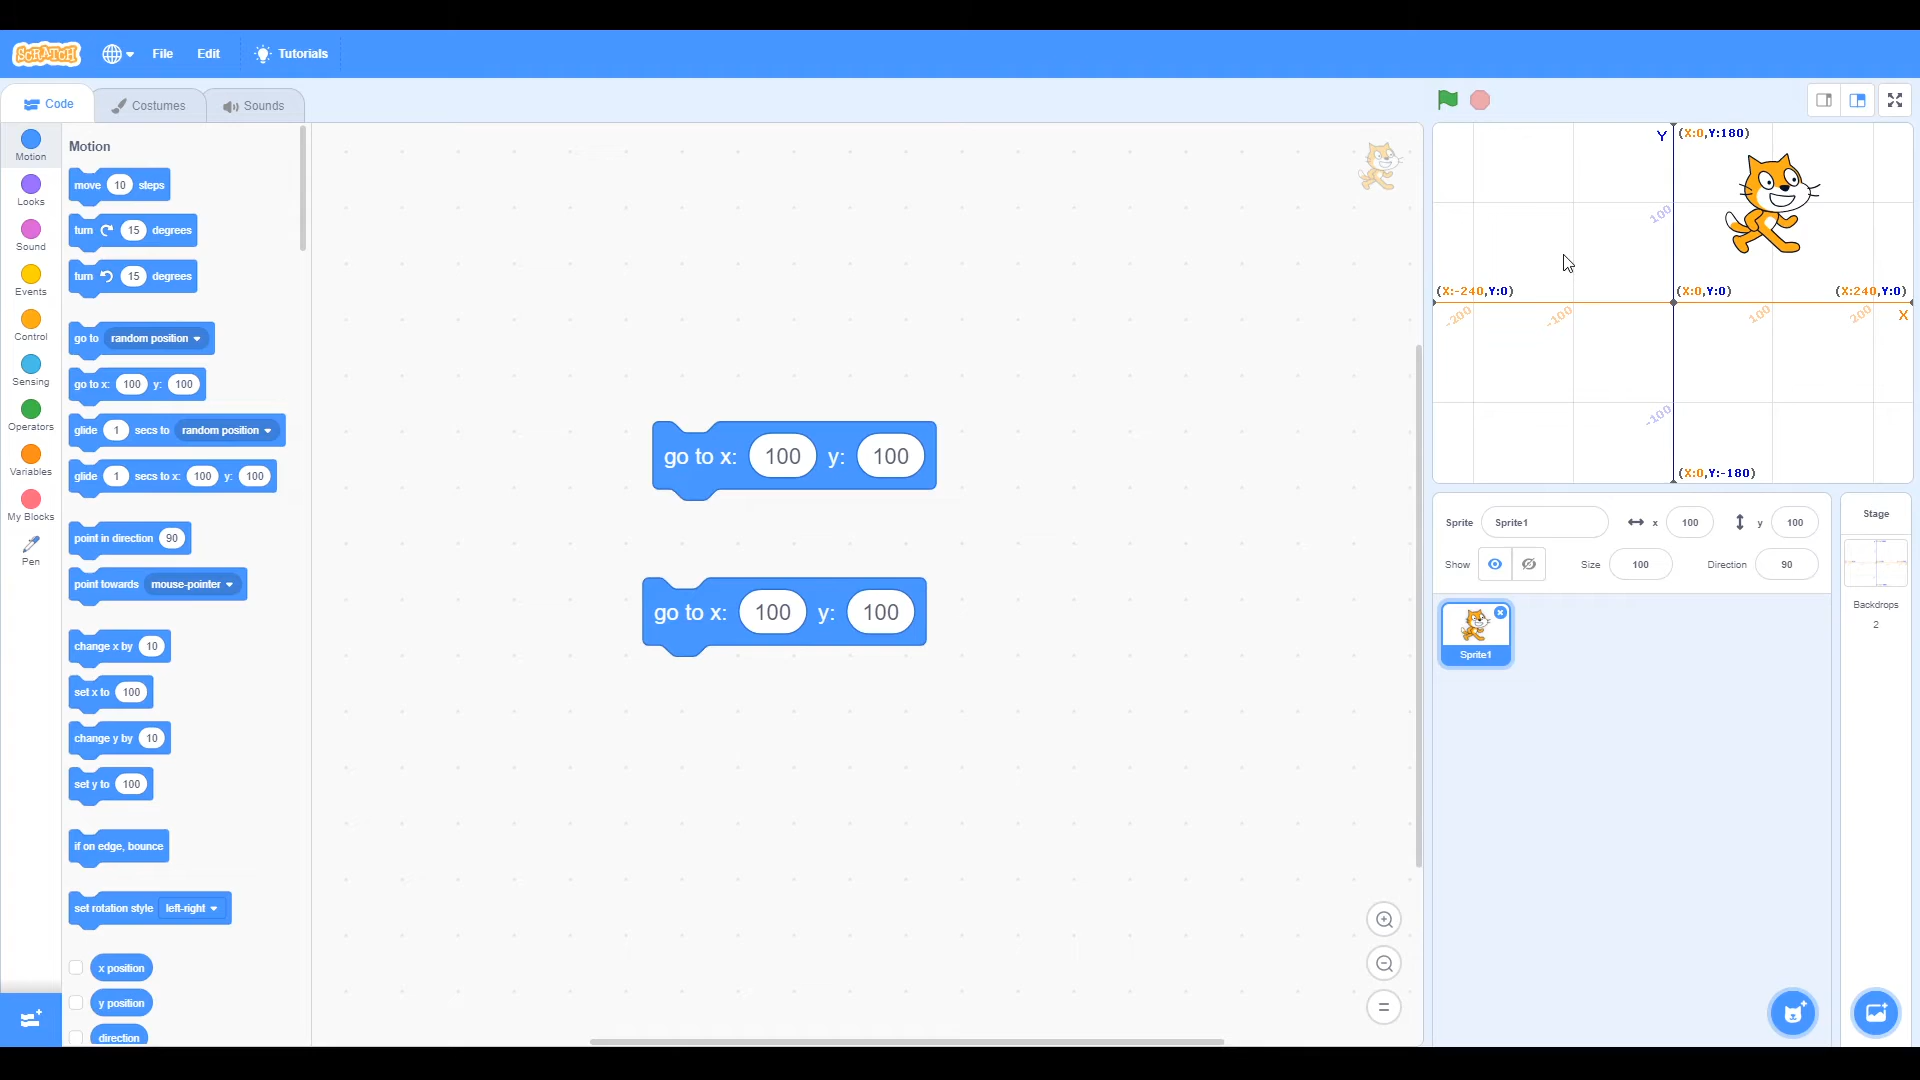 SCRATCH File Edit Tutorials
Code Costumes Sounds
Motion
Looks
Sound
Events
Control
Sensing
Operators
Variables
My Blocks
Pen
Motion
move 10 steps
turn 15 degrees
turn 15 degrees
go to random position
go to x: 100 y: 100
glide 1 secs to random position
glide 1 secs to x: 100 y: 100
point in direction 90
point towards mouse-pointer
change x by 10
set x to 100
change y by 10
set y to 100
if on edge, bounce
set rotation style left-right
x position
y position
direction
go to x: 100 y: 100
go to x: 100 y: 100
Y (X:0,Y:180)
100
(X:-240,Y:0) (X:0,Y:0) (X:240,Y:0)
-200 -100 100 200 X
-100
(X:0,Y:-180)
Sprite Sprite1 x 100 y 100
Show Size 100 Direction 90
Sprite1
Stage
Backdrops
2